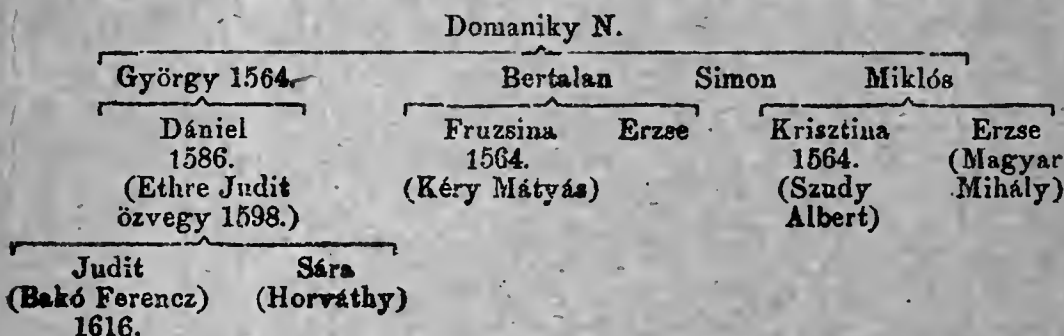 Domaniky N.
György 1564. Bertalan Simon Miklós
Dániel Fruzsina Erzse Krisztina Erzse
1586. 1564. 1564. (Magyar
(Ethre Judit (Kéry Mátyás) (Szudy Mihály)
özvegy 1598.) Albert)
Judit Sára
(Bakó Ferencz) (Horváthy)
1616.